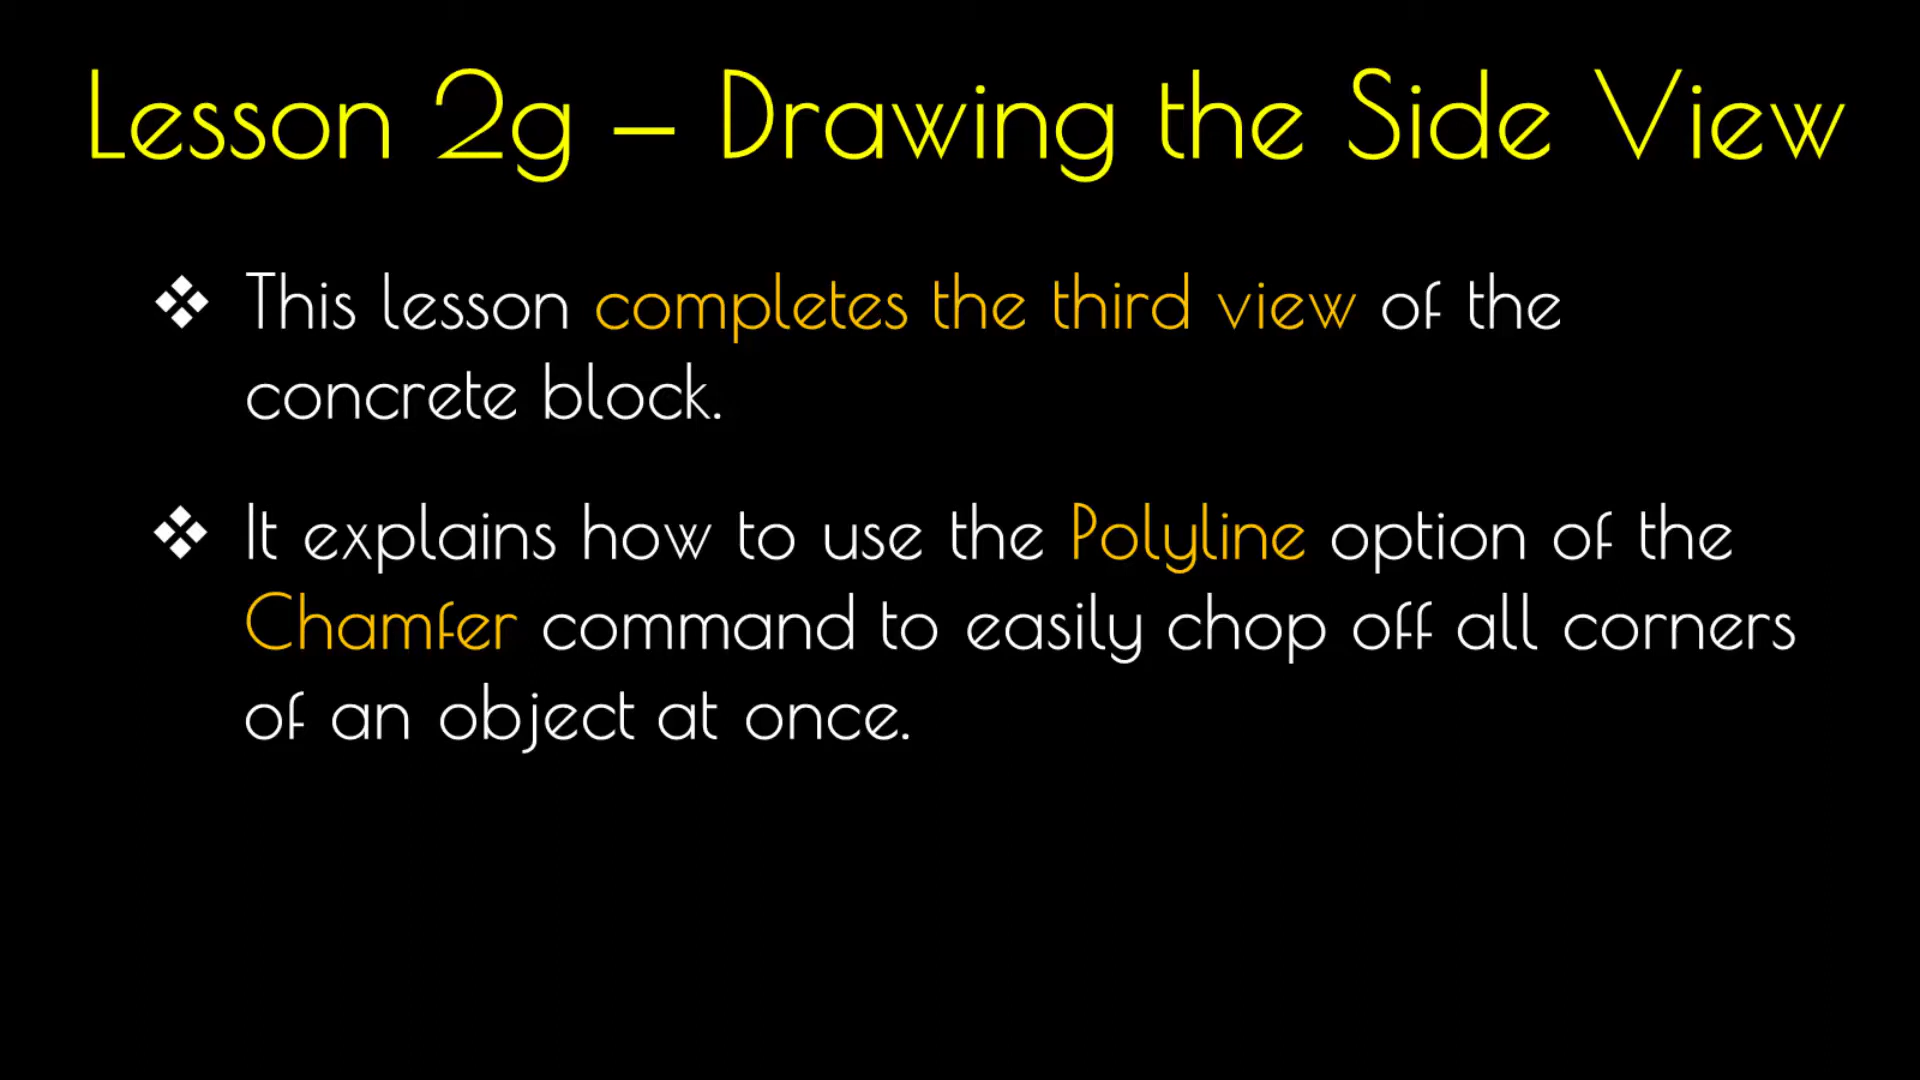 Lesson 2g – Drawing the Side View
❖ This lesson completes the third view of the
concrete block.
❖ It explains how to use the Polyline option of the
Chamfer command to easily chop off all corners
of an object at once.